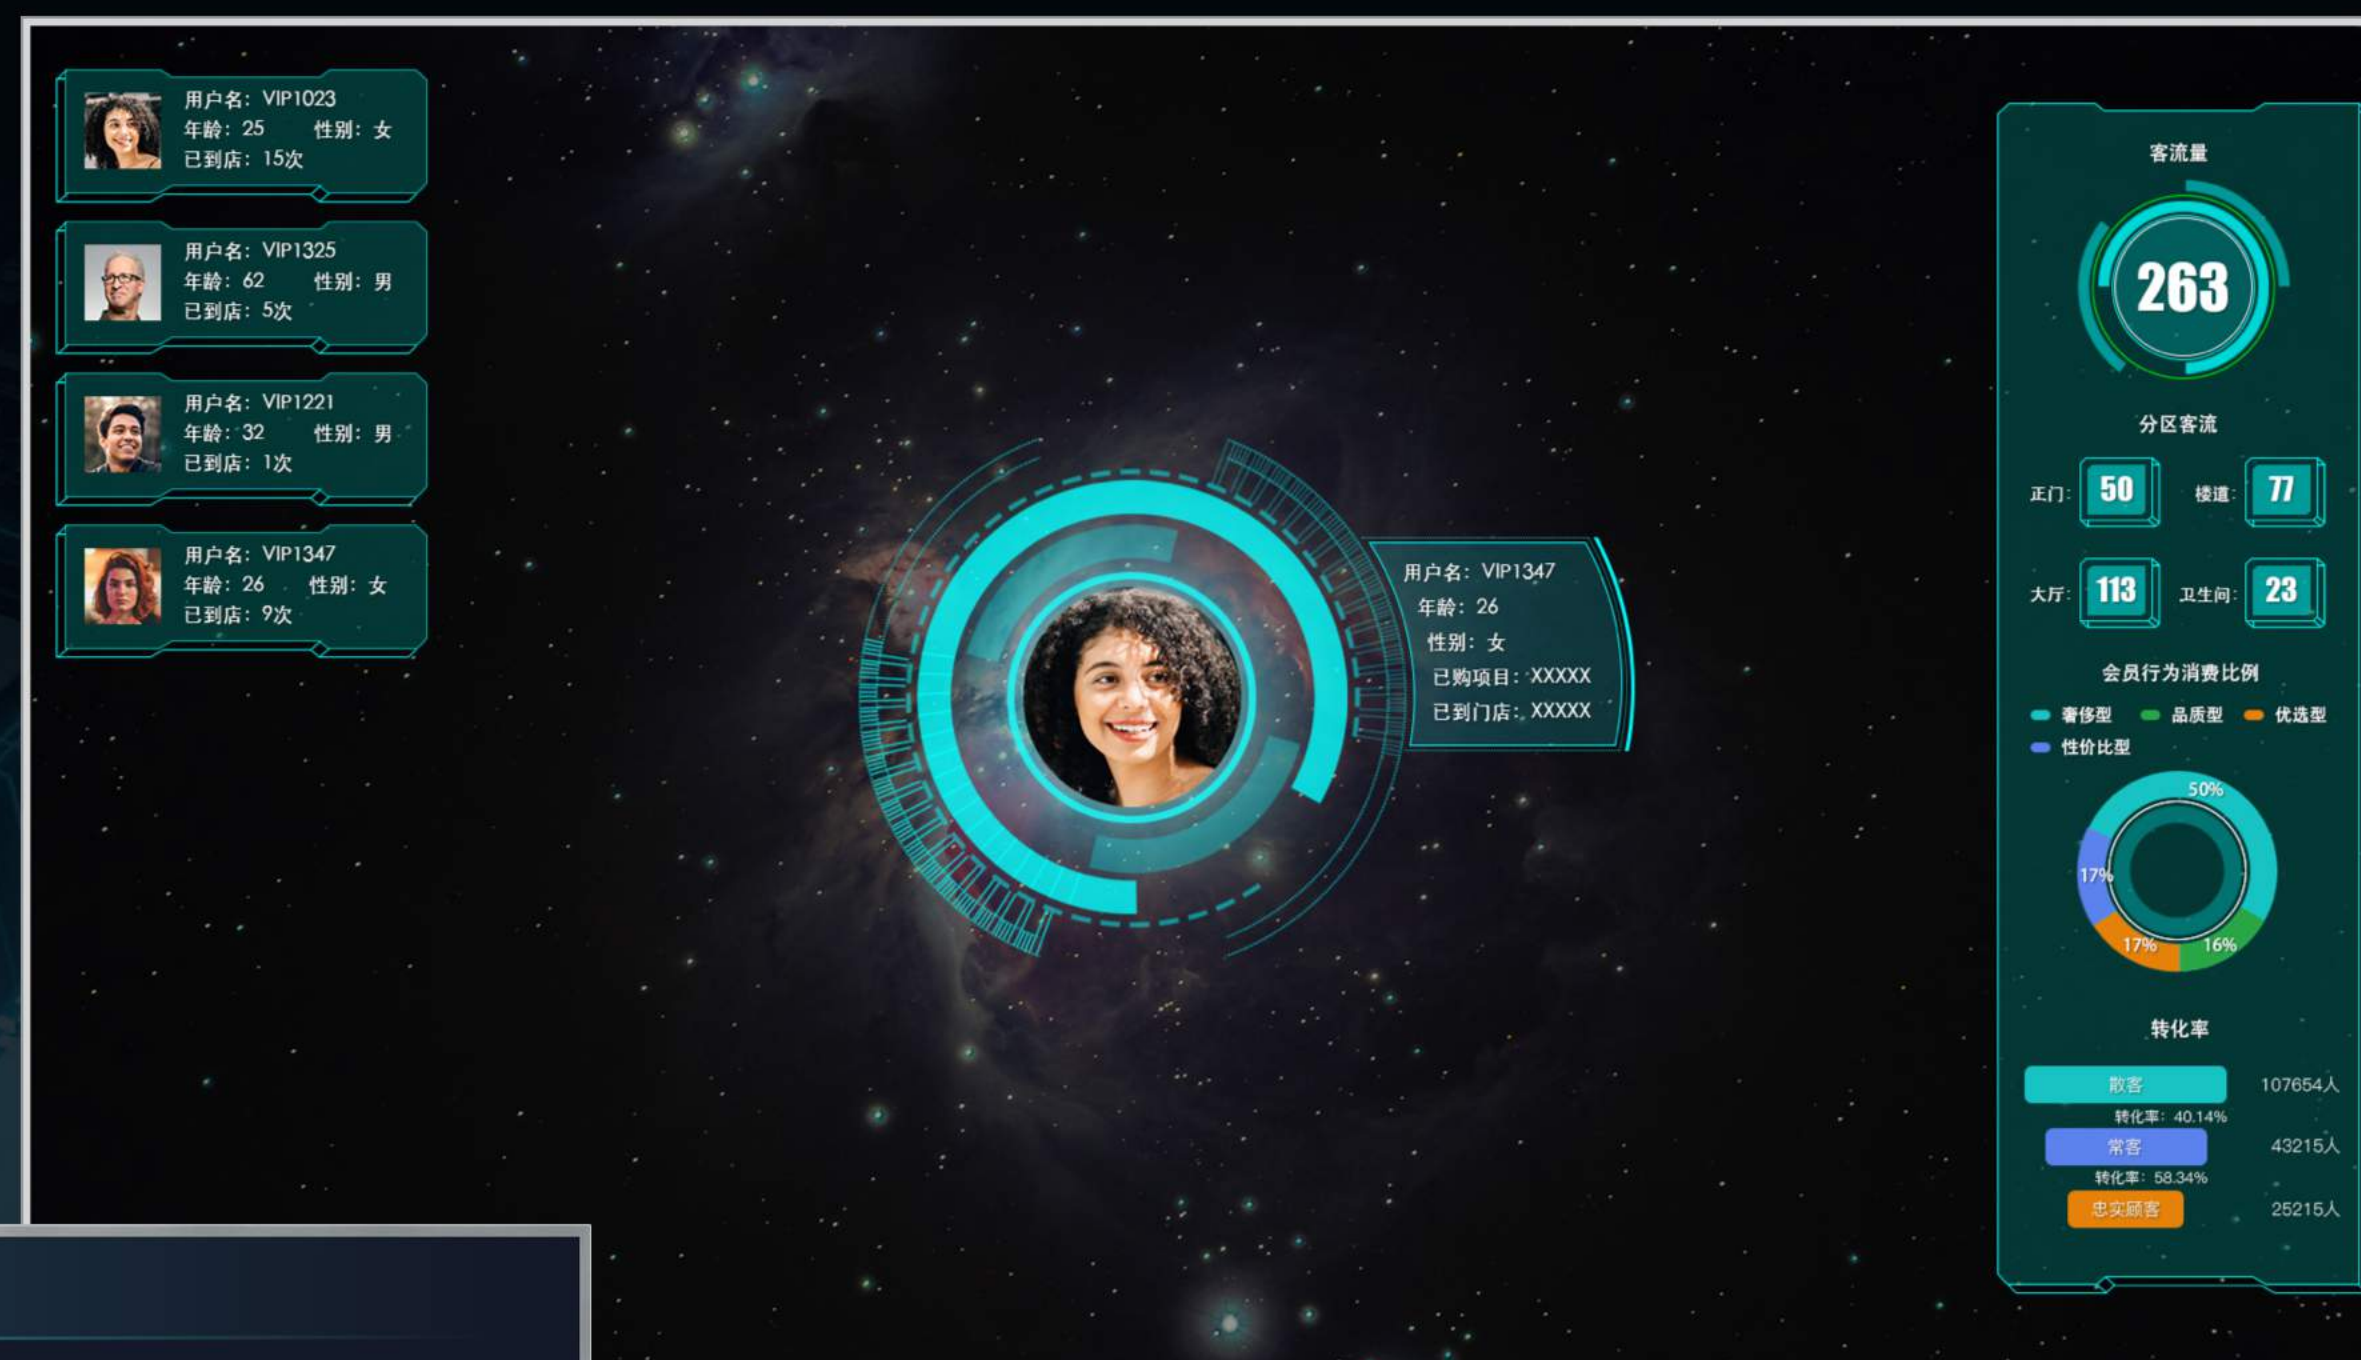 用户名: VIP1023
年龄: 25 性别: 女
已到店: 15次
用户名: VIP1325
年龄: 62 性别: 男
已到店: 5次
用户名: VIP1221
年龄: 32 性别: 男
已到店: 1次
用户名: VIP1347
年龄: 26 性别: 女
已到店: 9次
用户名: VIP1347
年龄: 26
性别: 女
已购项目: XXXXX
已到门店: XXXXX
客流量
263
分区客流
正门: 50 楼道: 77
大厅: 113 卫生间: 23
会员行为消费比例
奢侈型 品质型 优选型
性价比型
50%
17%
17% 16%
转化率
散客 107654人
转化率: 40.14%
常客 43215人
转化率: 58.34%
忠实顾客 25215人